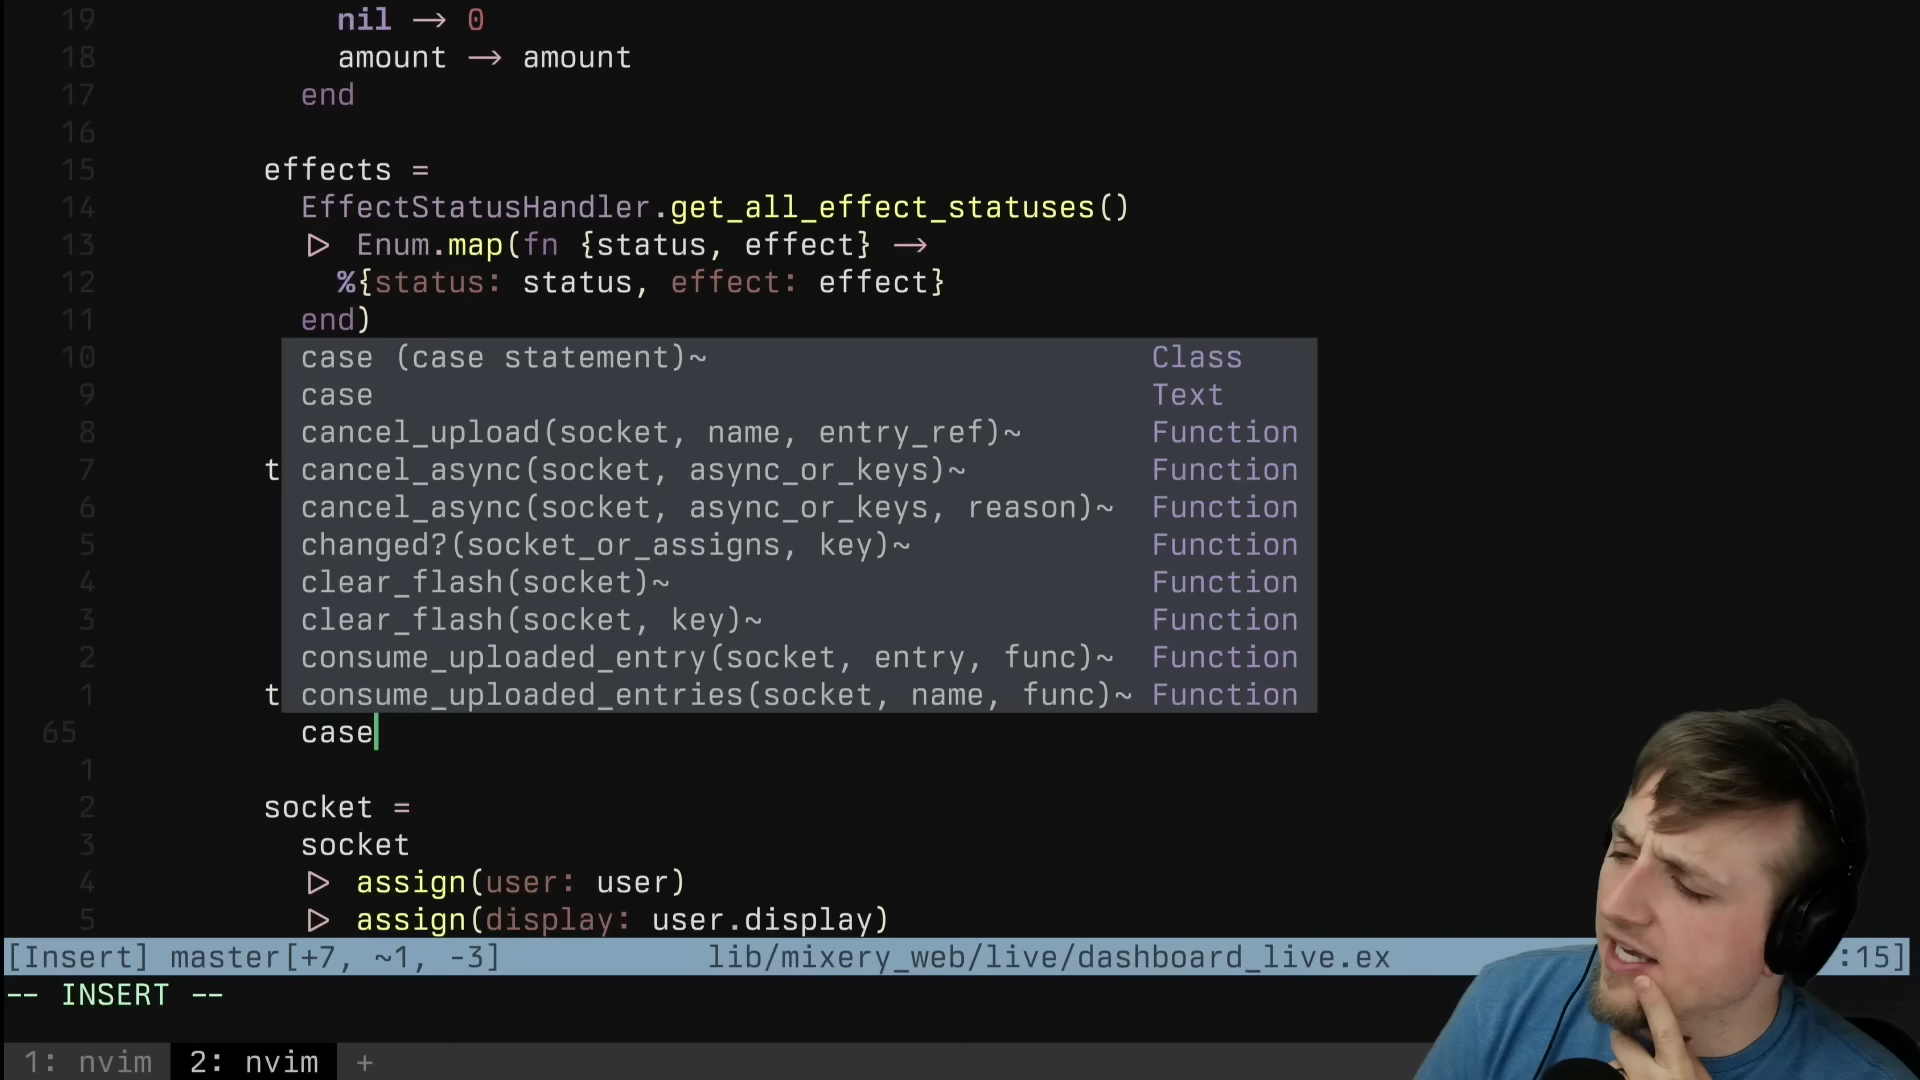 19 nil → 0
18 amount → amount
17 end
16
15 effects =
14 EffectStatusHandler.get_all_effect_statuses()
13 ▷ Enum.map(fn {status, effect} →
12 %{status: status, effect: effect}
11 end)
10 case (case statement)~ Class
9 case Text
8 cancel_upload(socket, name, entry_ref)~ Function
7 t cancel_async(socket, async_or_keys)~ Function
6 cancel_async(socket, async_or_keys, reason)~ Function
5 changed?(socket_or_assigns, key)~ Function
4 clear_flash(socket)~ Function
3 clear_flash(socket, key)~ Function
2 consume_uploaded_entry(socket, entry, func)~ Function
1 t consume_uploaded_entries(socket, name, func)~ Function
65 case
1
2 socket =
3 socket
4 ▷ assign(user: user)
5 ▷ assign(display: user.display)
[Insert] master[+7, ~1, -3] lib/mixery_web/live/dashboard_live.ex :15]
-- INSERT --
1: nvim 2: nvim +